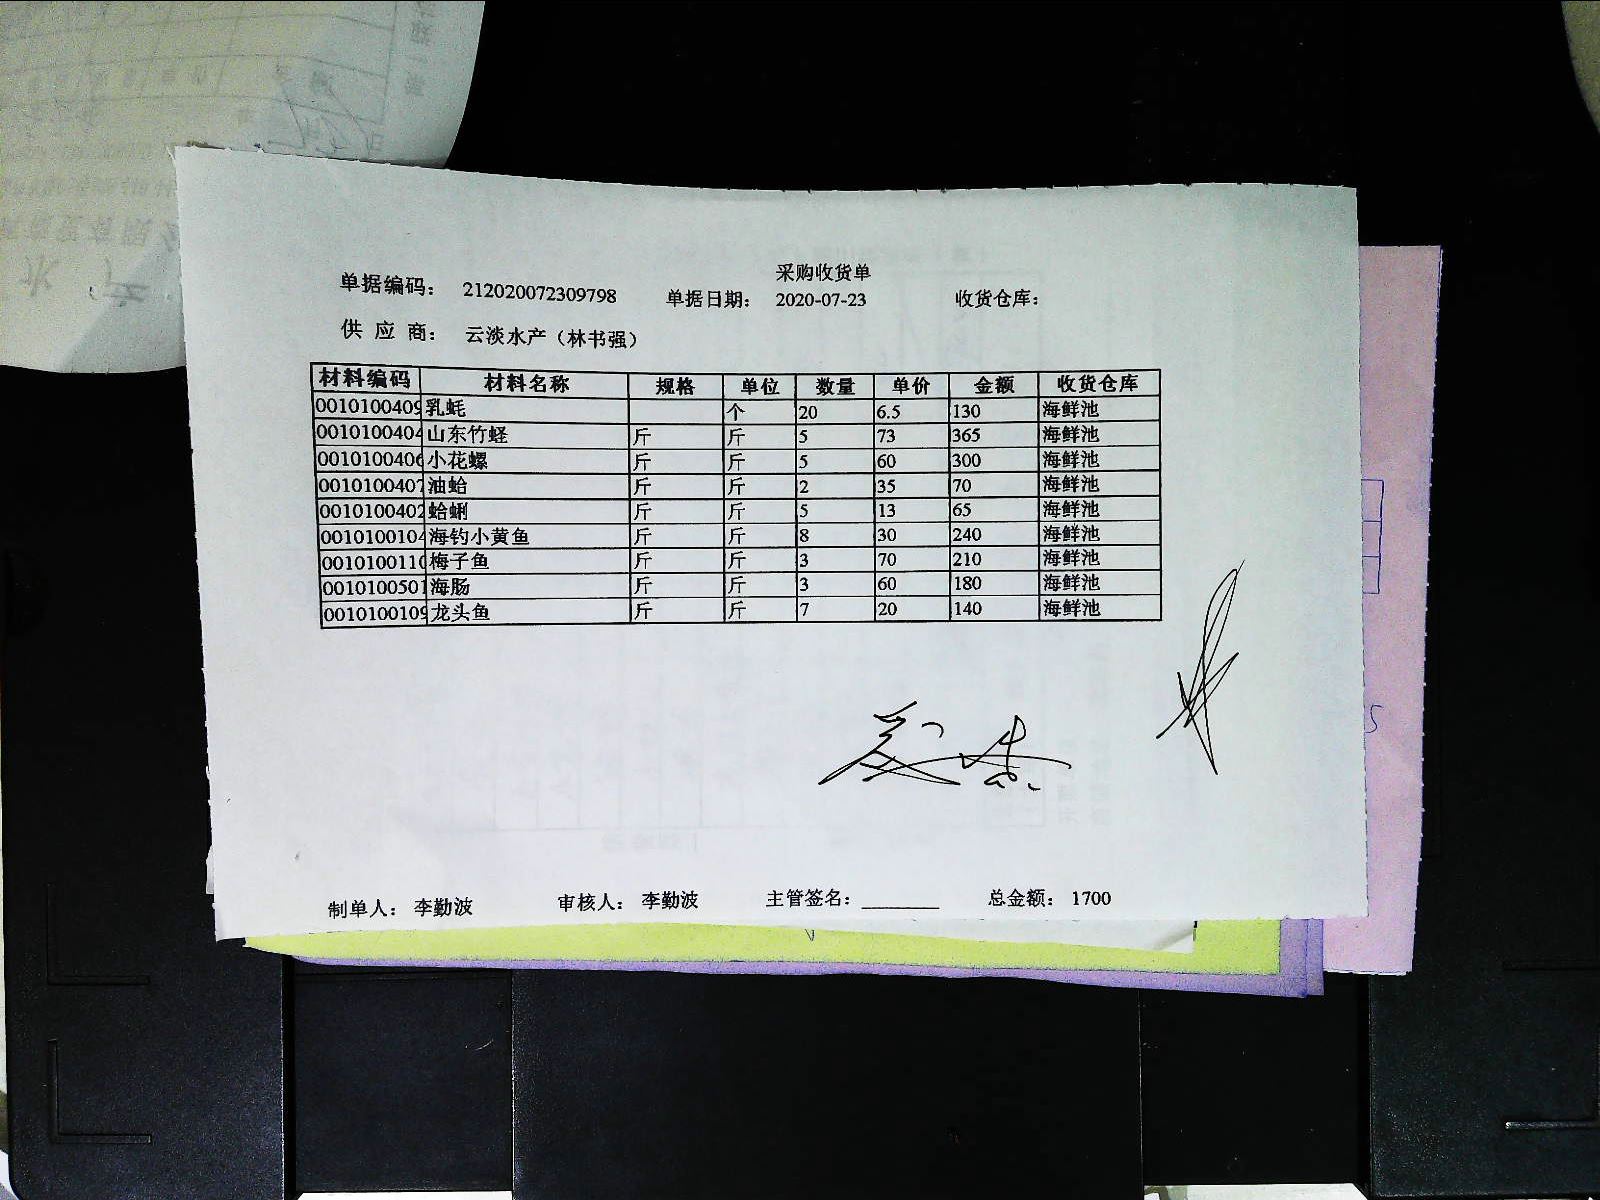 采购收货单
单据编码： 212020072309798 单据日期： 2020-07-23 收货仓库：
供 应 商： 云淡水产（林书强）
材料编码 材料名称 规格 单位 数量 单价 金额 收货仓库
0010100409 乳蚝 个 20 6.5 130 海鲜池
0010100404 山东竹蛏 斤 斤 5 73 365 海鲜池
0010100406 小花螺 斤 斤 5 60 300 海鲜池
0010100407 油蛤 斤 斤 2 35 70 海鲜池
0010100402 蛤蜊 斤 斤 5 13 65 海鲜池
0010100104 海钓小黄鱼 斤 斤 8 30 240 海鲜池
0010100110 梅子鱼 斤 斤 3 70 210 海鲜池
0010100501 海肠 斤 斤 3 60 180 海鲜池
0010100109 龙头鱼 斤 斤 7 20 140 海鲜池
制单人： 李勤波 审核人： 李勤波 主管签名： 总金额： 1700